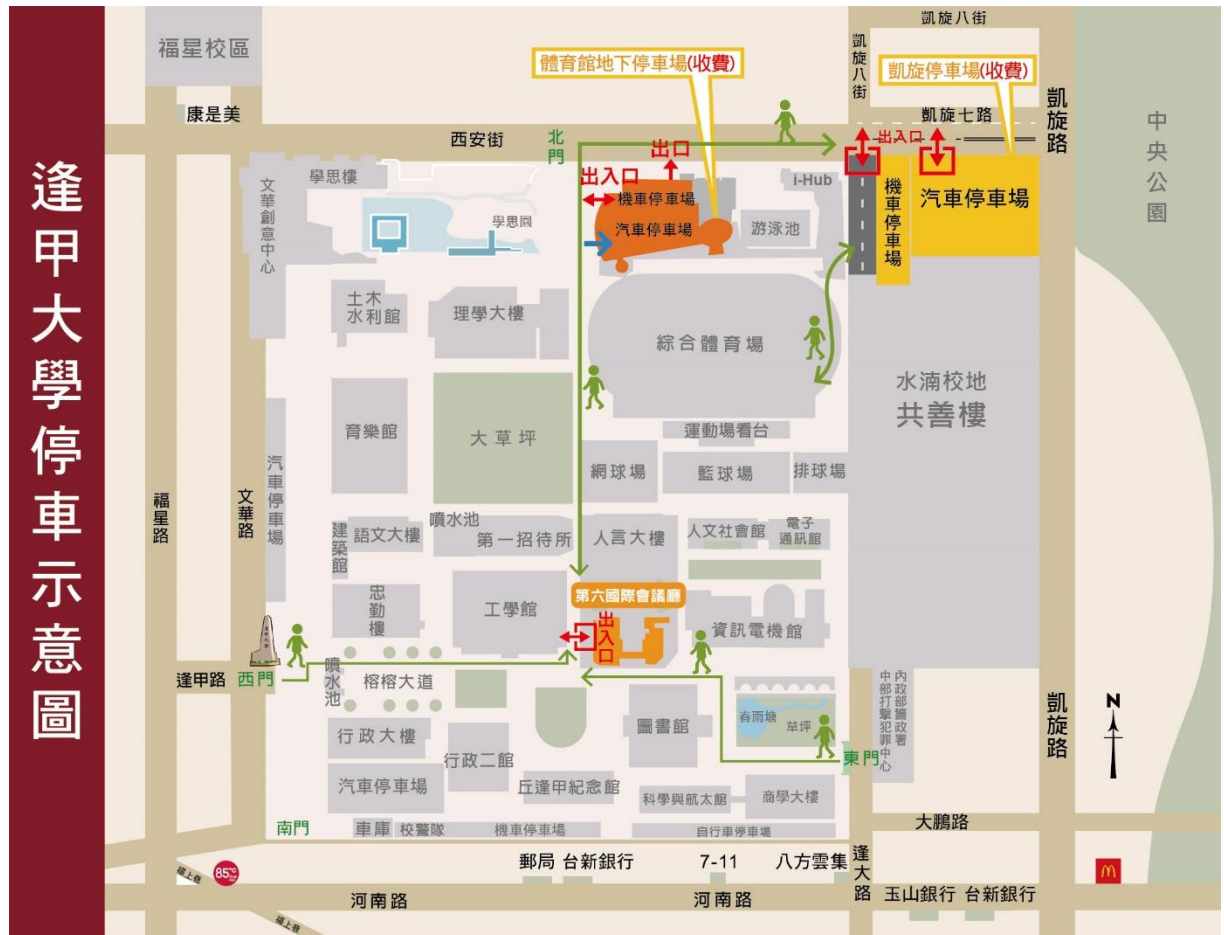 逢甲大學停車示意圖
福星校區
康是美
西安街
北門
體育館地下停車場(收費)
凱旋八街
凱旋八街
凱旋停車場(收費)
凱旋七路
凱旋路
中央公園
出入口
出口
出入口
機車停車場
汽車停車場
i-Hub
游泳池
機車停車場
汽車停車場
文華創意中心
學思樓
學思園
土木
水利館
理學大樓
綜合體育場
水湳校地
共善樓
育樂館
大草坪
運動場看台
網球場
籃球場
排球場
汽車停車場
文華路
福星路
建築館
語文大樓
噴水池
第一招待所
人言大樓
人文社會館
電子
通訊館
忠勤樓
工學館
第六國際會議廳
出入口
資訊電機館
逢甲路
西門
噴水池
榕榕大道
圖書館
春雨塘
草坪
東門
內政部警政署
中部打擊犯罪中心
凱旋路
N
行政大樓
行政二館
汽車停車場
丘逢甲紀念館
科學與航太館
商學大樓
南門
車庫
校警隊
機車停車場
自行車停車場
大鵬路
福上巷
85℃
郵局
台新銀行
7-11
八方雲集
逢大路
河南路
河南路
玉山銀行
台新銀行
福上巷